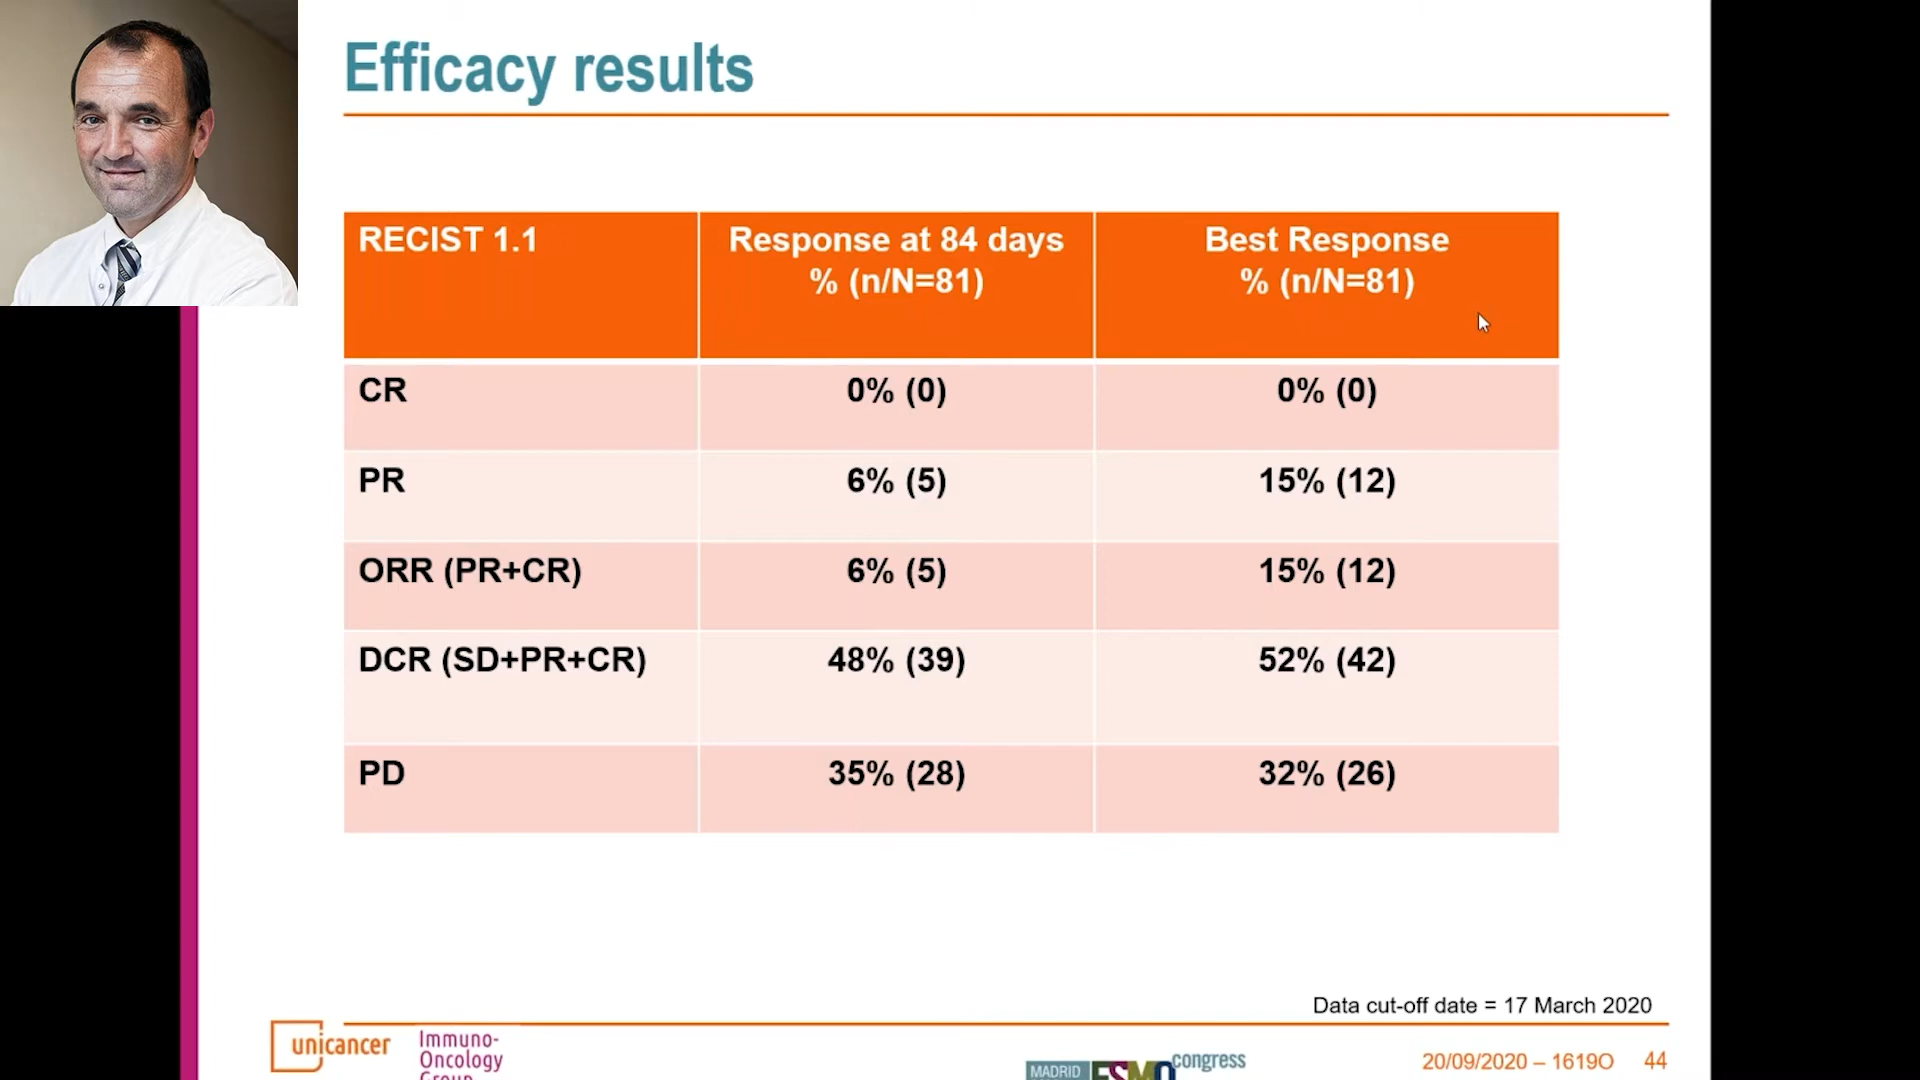 Efficacy results
RECIST 1.1
Response at 84 days
% (n/N=81)
Best Response
% (n/N=81)
CR
0% (0)
0% (0)
PR
6% (5)
15% (12)
ORR (PR+CR)
6% (5)
15% (12)
DCR (SD+PR+CR)
48% (39)
52% (42)
PD
35% (28)
32% (26)
Data cut-off date = 17 March 2020
unicancer
Immuno-
Oncology
Group
MADRID
ESMO congress
20/09/2020 – 1619O 44